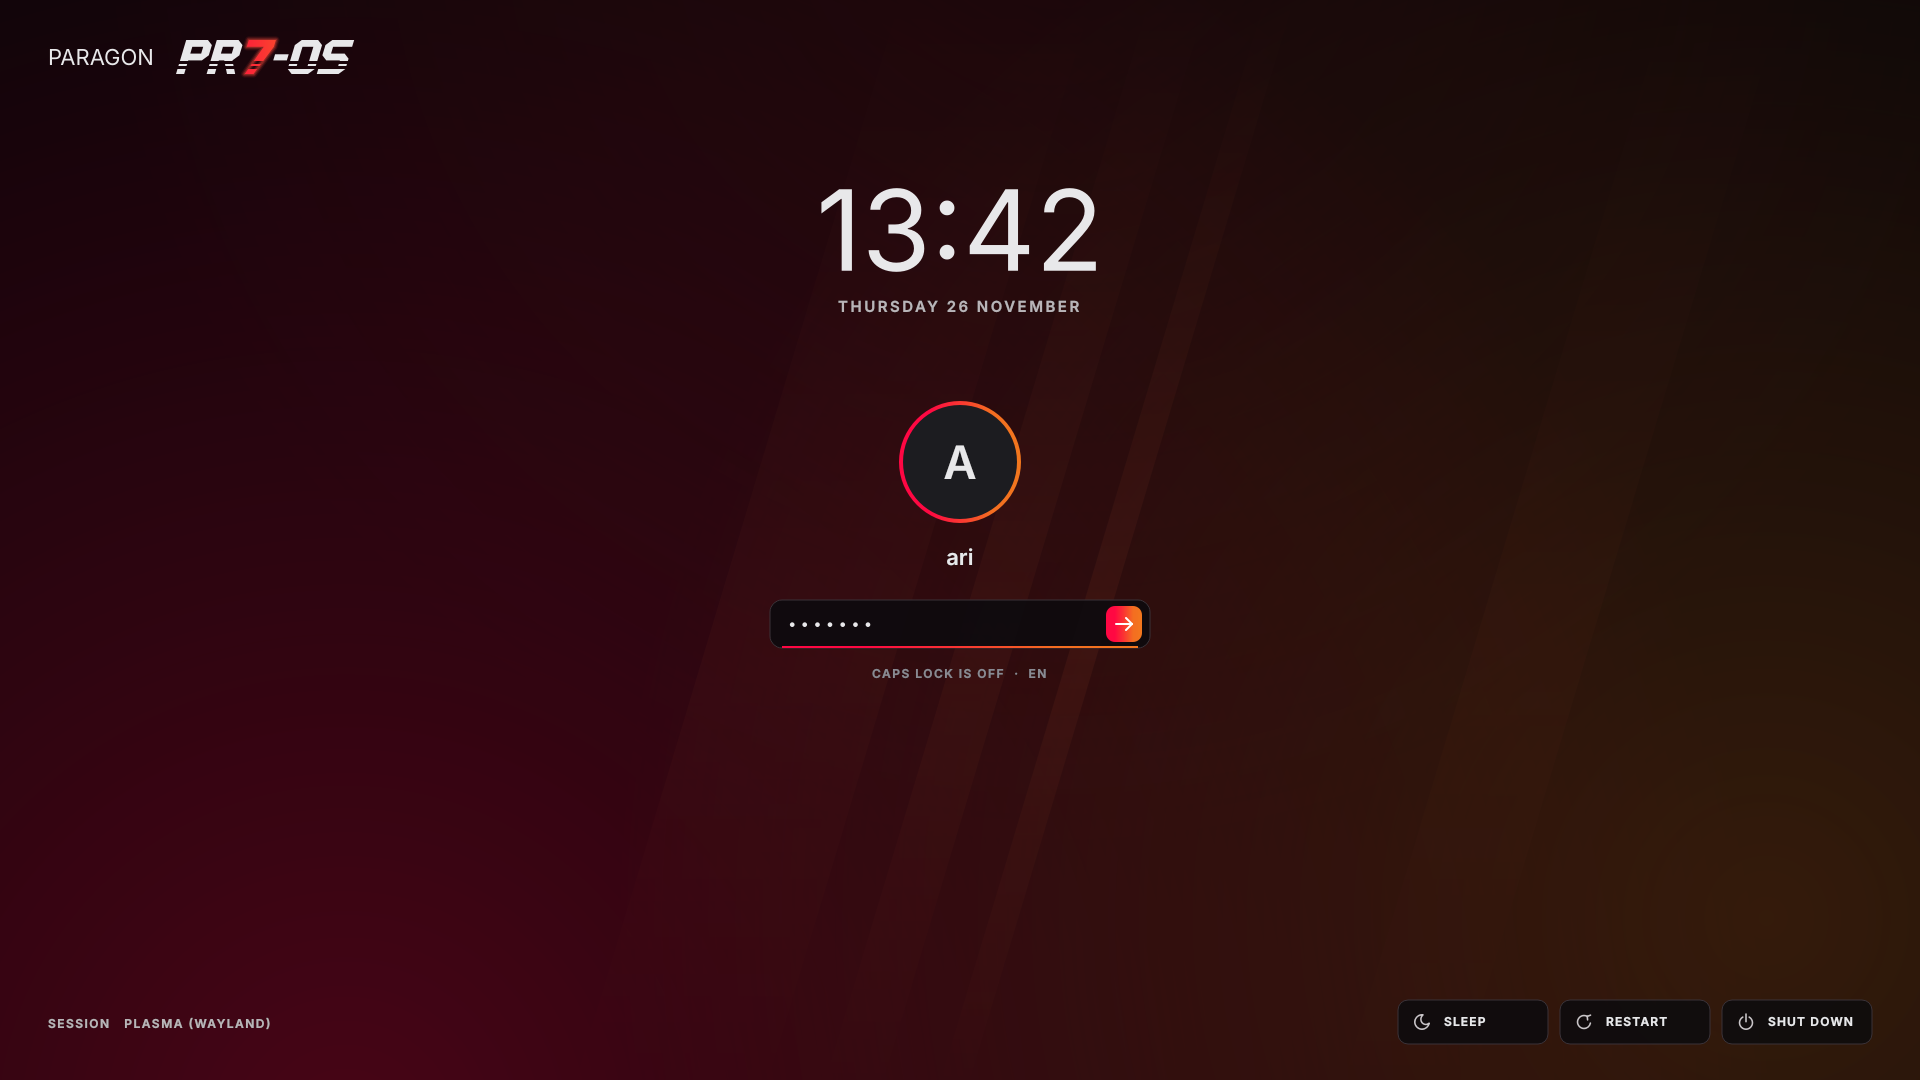 PARAGON PR7-OS
13:42
THURSDAY 26 NOVEMBER
A
ari
CAPS LOCK IS OFF · EN
SESSION PLASMA (WAYLAND)
SLEEP
RESTART
SHUT DOWN